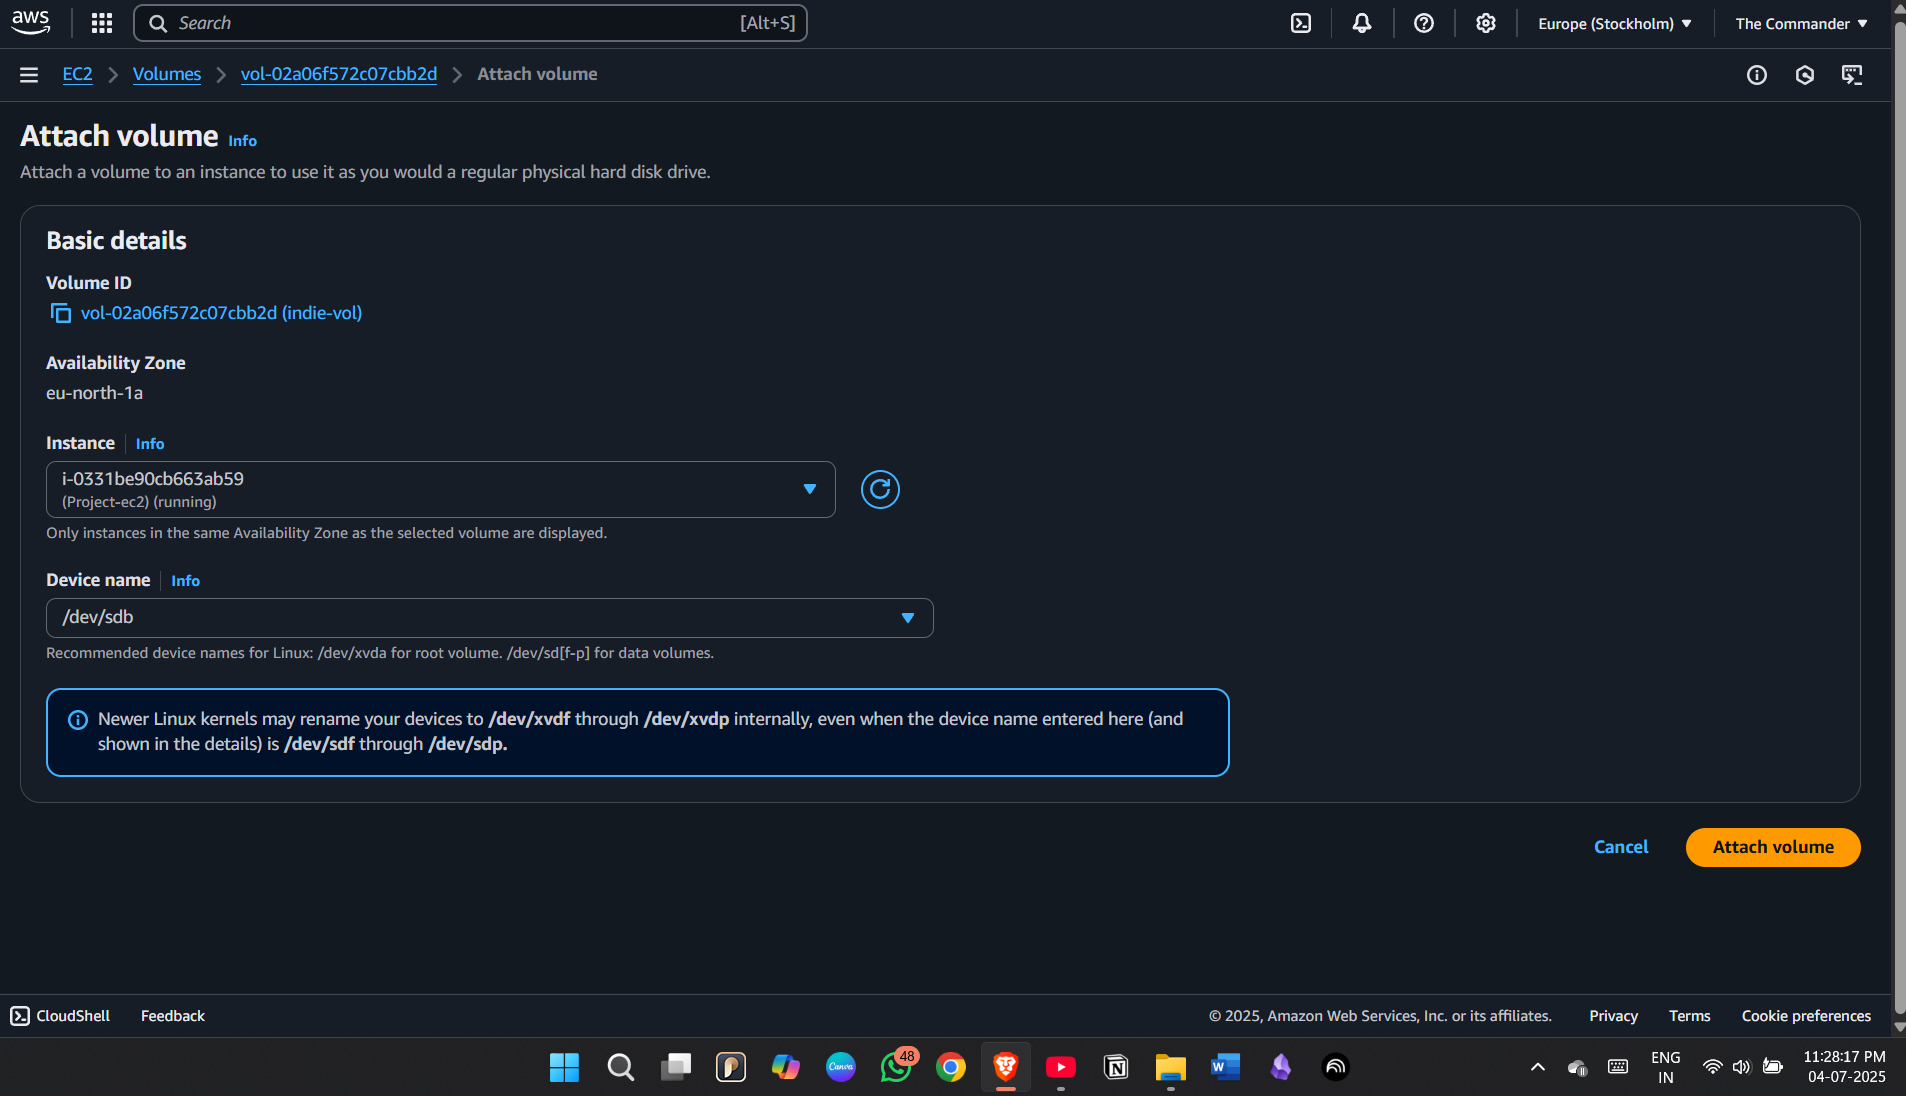 aws
Search [Alt+S]
Europe (Stockholm)
The Commander
EC2 Volumes vol-02a06f572c07cbb2d Attach volume
Attach volume Info
Attach a volume to an instance to use it as you would a regular physical hard disk drive.
Basic details
Volume ID
vol-02a06f572c07cbb2d (indie-vol)
Availability Zone
eu-north-1a
Instance Info
i-0331be90cb663ab59
(Project-ec2) (running)
Only instances in the same Availability Zone as the selected volume are displayed.
Device name Info
/dev/sdb
Recommended device names for Linux: /dev/xvda for root volume. /dev/sd[f-p] for data volumes.
Newer Linux kernels may rename your devices to /dev/xvdf through /dev/xvdp internally, even when the device name entered here (and
shown in the details) is /dev/sdf through /dev/sdp.
Cancel Attach volume
CloudShell Feedback © 2025, Amazon Web Services, Inc. or its affiliates. Privacy Terms Cookie preferences
Canva
48
N
W
ENG
IN
11:28:17 PM
04-07-2025